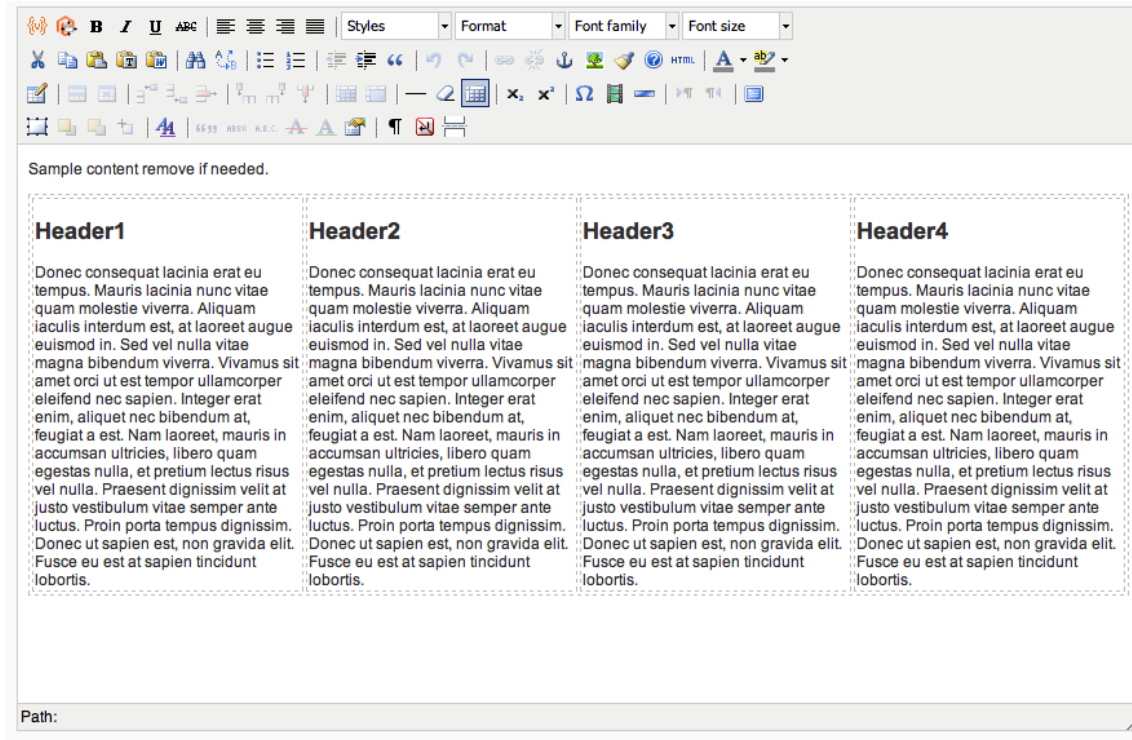 B I U ABC Styles Format Font family Font size
HTML A ab
ABBR A.B.C. A A
Sample content remove if needed.
Header1
Donec consequat lacinia erat eu
tempus. Mauris lacinia nunc vitae
quam molestie viverra. Aliquam
iaculis interdum est, at laoreet augue
euismod in. Sed vel nulla vitae
magna bibendum viverra. Vivamus sit
amet orci ut est tempor ullamcorper
eleifend nec sapien. Integer erat
enim, aliquet nec bibendum at,
feugiat a est. Nam laoreet, mauris in
accumsan ultricies, libero quam
egestas nulla, et pretium lectus risus
vel nulla. Praesent dignissim velit at
justo vestibulum vitae semper ante
luctus. Proin porta tempus dignissim.
Donec ut sapien est, non gravida elit.
Fusce eu est at sapien tincidunt
lobortis.
Header2
Donec consequat lacinia erat eu
tempus. Mauris lacinia nunc vitae
quam molestie viverra. Aliquam
iaculis interdum est, at laoreet augue
euismod in. Sed vel nulla vitae
magna bibendum viverra. Vivamus sit
amet orci ut est tempor ullamcorper
eleifend nec sapien. Integer erat
enim, aliquet nec bibendum at,
feugiat a est. Nam laoreet, mauris in
accumsan ultricies, libero quam
egestas nulla, et pretium lectus risus
vel nulla. Praesent dignissim velit at
justo vestibulum vitae semper ante
luctus. Proin porta tempus dignissim.
Donec ut sapien est, non gravida elit.
Fusce eu est at sapien tincidunt
lobortis.
Header3
Donec consequat lacinia erat eu
tempus. Mauris lacinia nunc vitae
quam molestie viverra. Aliquam
iaculis interdum est, at laoreet augue
euismod in. Sed vel nulla vitae
magna bibendum viverra. Vivamus sit
amet orci ut est tempor ullamcorper
eleifend nec sapien. Integer erat
enim, aliquet nec bibendum at,
feugiat a est. Nam laoreet, mauris in
accumsan ultricies, libero quam
egestas nulla, et pretium lectus risus
vel nulla. Praesent dignissim velit at
justo vestibulum vitae semper ante
luctus. Proin porta tempus dignissim.
Donec ut sapien est, non gravida elit.
Fusce eu est at sapien tincidunt
lobortis.
Header4
Donec consequat lacinia erat eu
tempus. Mauris lacinia nunc vitae
quam molestie viverra. Aliquam
iaculis interdum est, at laoreet augue
euismod in. Sed vel nulla vitae
magna bibendum viverra. Vivamus sit
amet orci ut est tempor ullamcorper
eleifend nec sapien. Integer erat
enim, aliquet nec bibendum at,
feugiat a est. Nam laoreet, mauris in
accumsan ultricies, libero quam
egestas nulla, et pretium lectus risus
vel nulla. Praesent dignissim velit at
justo vestibulum vitae semper ante
luctus. Proin porta tempus dignissim.
Donec ut sapien est, non gravida elit.
Fusce eu est at sapien tincidunt
lobortis.
Path: